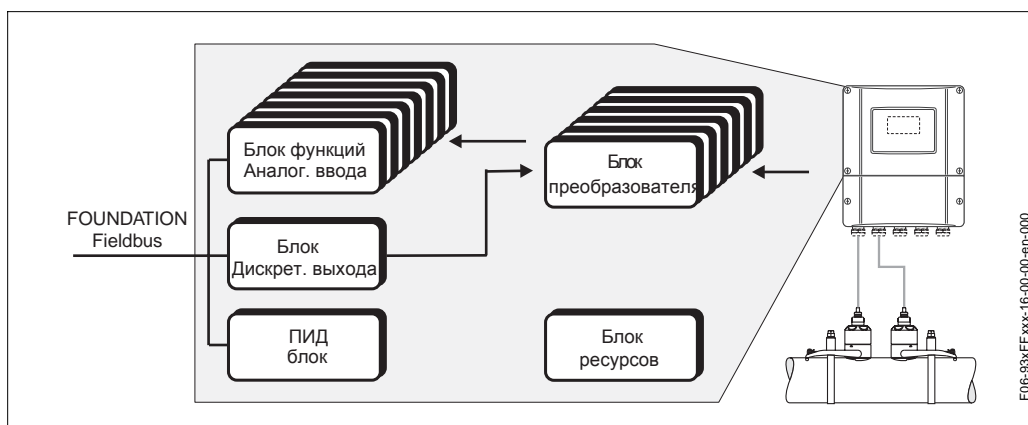 FOUNDATION
Fieldbus
Блок функций
Аналог. ввода
Блок
Дискрет. выхода
ПИД
блок
Блок
преобразователя
Блок
ресурсов
F06-93xFFxxx-16-00-00-en-000